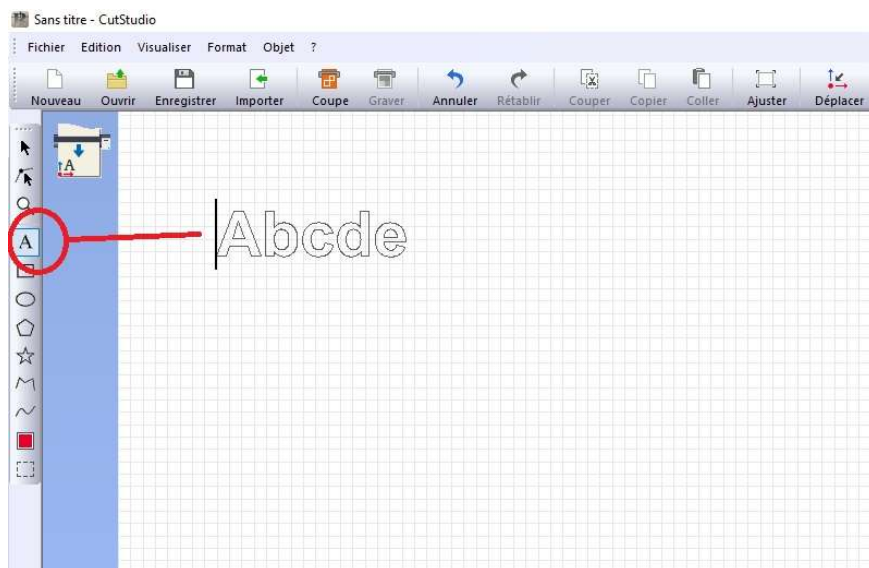 Sans titre - CutStudio
Fichier Edition Visualiser Format Objet ?
Nouveau Ouvrir Enregistrer Importer Coupe Graver Annuler Rétablir Couper Copier Coller Ajuster Déplacer
A
A
Abcde